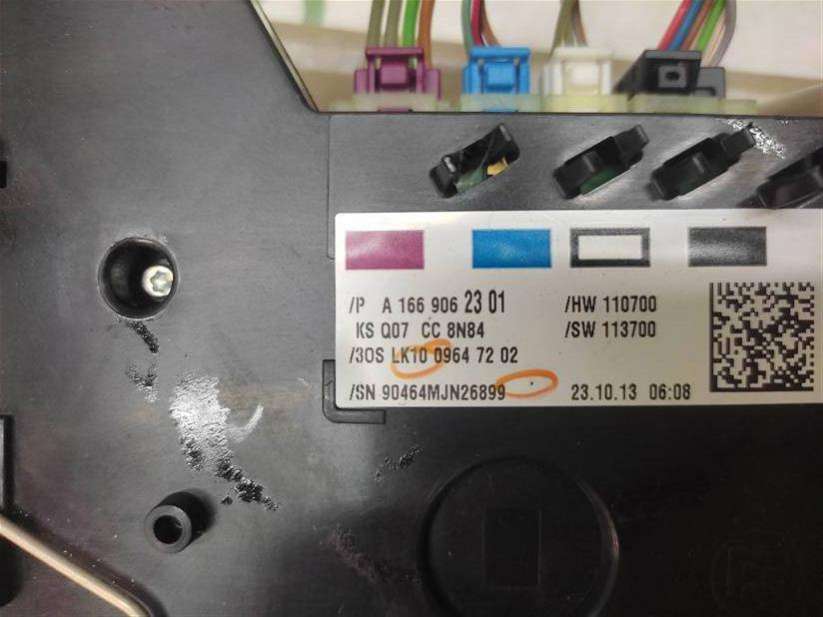 /P A 166 906 23 01 /HW 110700
KS Q07 CC 8N84 /SW 113700
/3OS LK10 0964 72 02
/SN 90464MJN26899 23.10.13 06:08